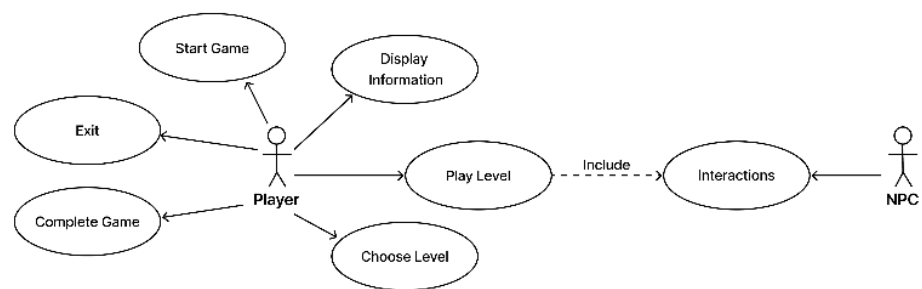 Start Game
Display
Information
Exit
Player
Play Level
Include
Interactions
NPC
Complete Game
Choose Level